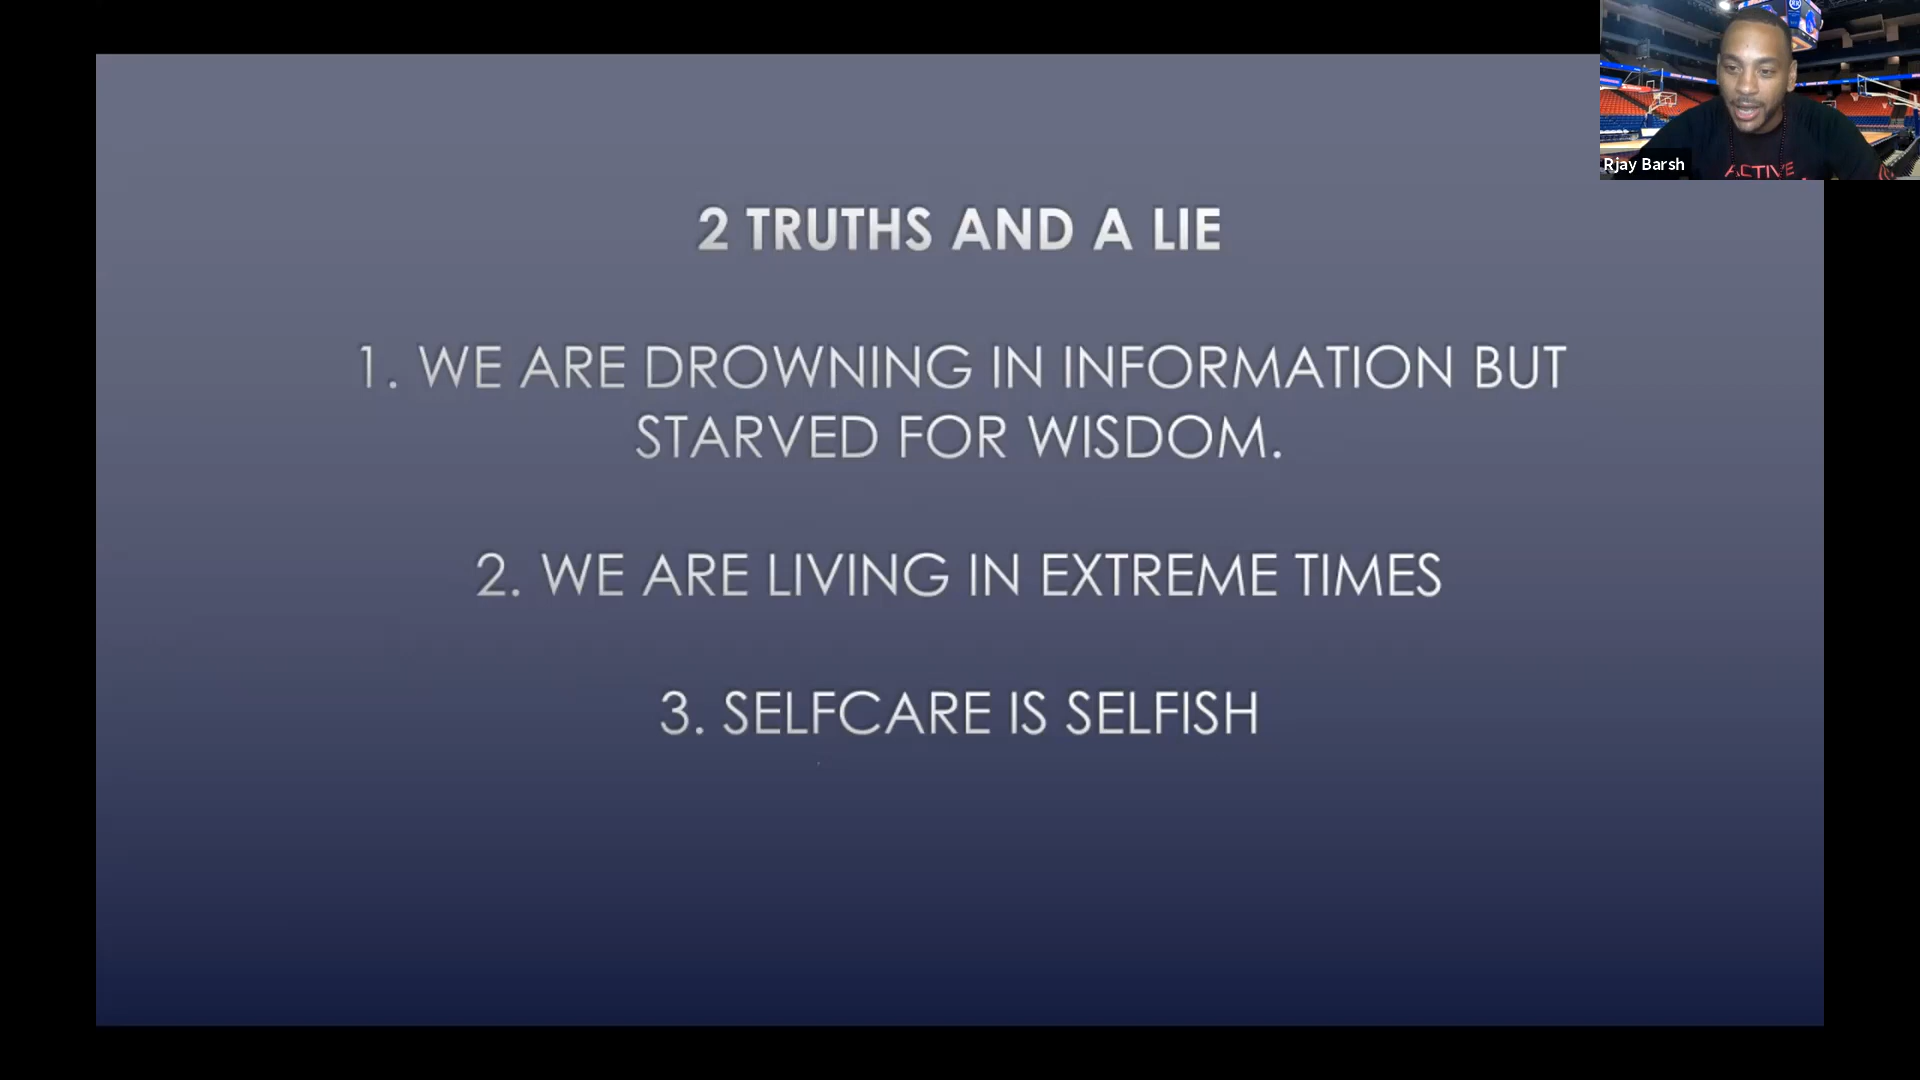 2 TRUTHS AND A LIE
1. WE ARE DROWNING IN INFORMATION BUT
STARVED FOR WISDOM.
2. WE ARE LIVING IN EXTREME TIMES
3. SELFCARE IS SELFISH
Rjay Barsh
ACTIVE